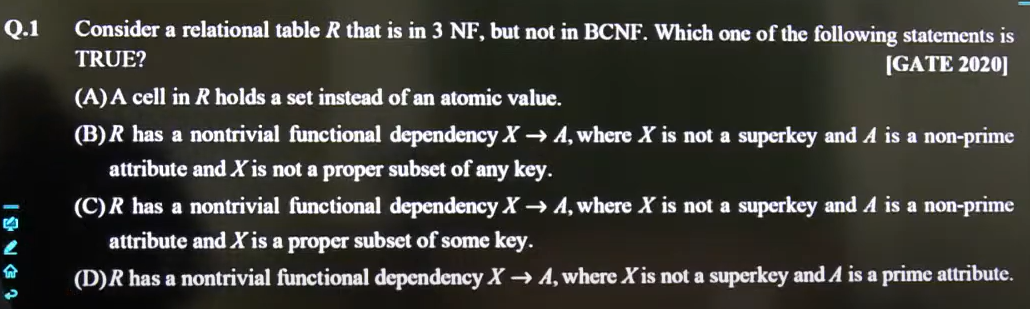 Q.1 Consider a relational table R that is in 3 NF, but not in BCNF. Which one of the following statements is
TRUE? [GATE 2020]
(A) A cell in R holds a set instead of an atomic value.
(B) R has a nontrivial functional dependency X → A, where X is not a superkey and A is a non-prime
attribute and X is not a proper subset of any key.
(C) R has a nontrivial functional dependency X → A, where X is not a superkey and A is a non-prime
attribute and X is a proper subset of some key.
(D) R has a nontrivial functional dependency X → A, where X is not a superkey and A is a prime attribute.